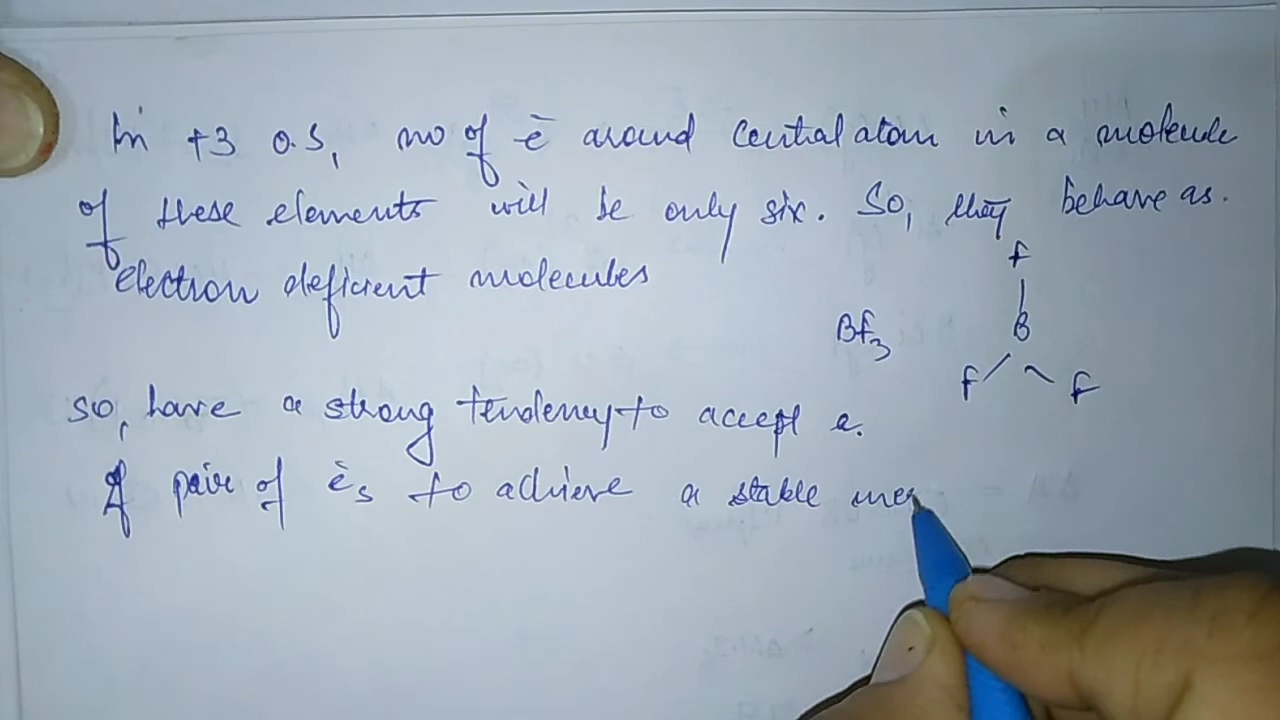 In +3 O.S, no of ē around central atom in a molecule
of these elements will be only six. So, they behave as.
electron deficient molecules
F
B
F F
BF3
so, have a strong tendency to accept a.
pair of ēs to achieve a stable